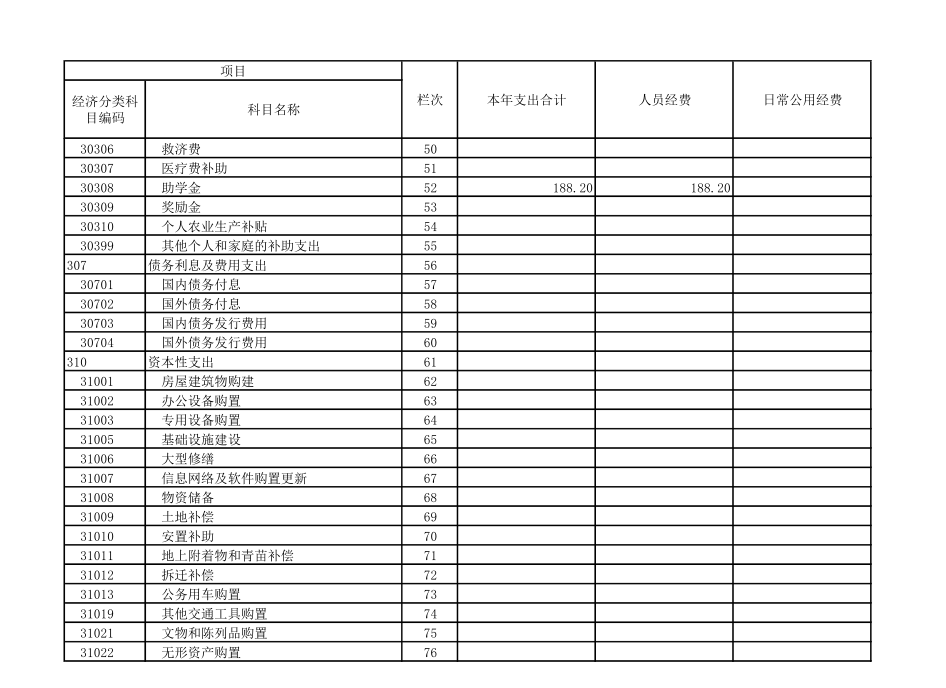 项目
经济分类科目编码 科目名称 栏次 本年支出合计 人员经费 日常公用经费
30306 救济费 50
30307 医疗费补助 51
30308 助学金 52 188.20 188.20
30309 奖励金 53
30310 个人农业生产补贴 54
30399 其他个人和家庭的补助支出 55
307 债务利息及费用支出 56
30701 国内债务付息 57
30702 国外债务付息 58
30703 国内债务发行费用 59
30704 国外债务发行费用 60
310 资本性支出 61
31001 房屋建筑物购建 62
31002 办公设备购置 63
31003 专用设备购置 64
31005 基础设施建设 65
31006 大型修缮 66
31007 信息网络及软件购置更新 67
31008 物资储备 68
31009 土地补偿 69
31010 安置补助 70
31011 地上附着物和青苗补偿 71
31012 拆迁补偿 72
31013 公务用车购置 73
31019 其他交通工具购置 74
31021 文物和陈列品购置 75
31022 无形资产购置 76